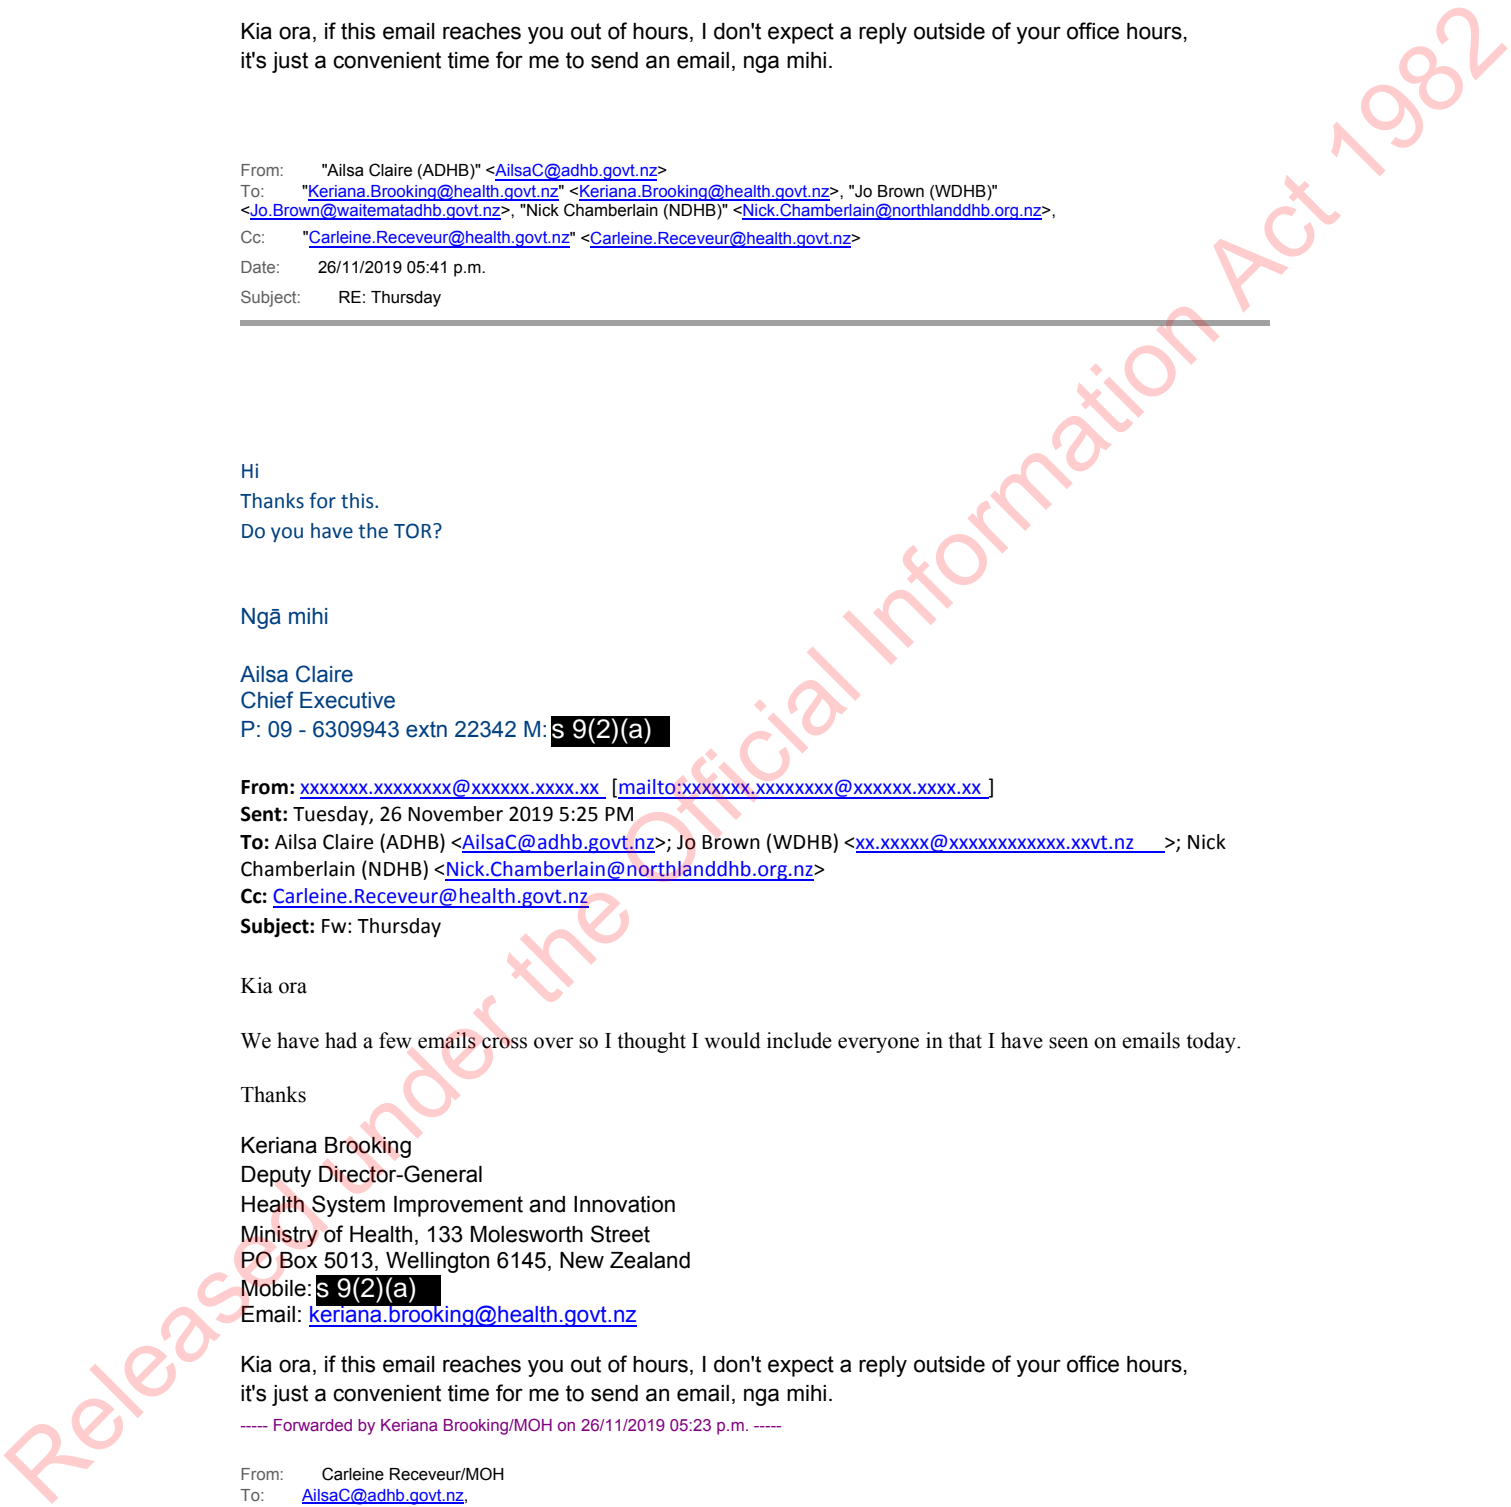 Kia ora, if this email reaches you out of hours, I don't expect a reply outside of your office hours,
it's just a convenient time for me to send an email, nga mihi.
From: "Ailsa Claire (ADHB)" <AilsaC@adhb.govt.nz>
To: "Keriana.Brooking@health.govt.nz" <Keriana.Brooking@health.govt.nz>, "Jo Brown (WDHB)"
<Jo.Brown@waitematadhb.govt.nz>, "Nick Chamberlain (NDHB)" <Nick.Chamberlain@northlanddhb.org.nz>,
Cc: "Carleine.Receveur@health.govt.nz" <Carleine.Receveur@health.govt.nz>
Date: 26/11/2019 05:41 p.m.
Subject: RE: Thursday
Hi
Thanks for this.
Do you have the TOR?
Ngā mihi
Ailsa Claire
Chief Executive
P: 09 - 6309943 extn 22342 M: s 9(2)(a)
From: xxxxxxx.xxxxxxxx@xxxxxx.xxxx.xx [mailto:xxxxxxx.xxxxxxxx@xxxxxx.xxxx.xx ]
Sent: Tuesday, 26 November 2019 5:25 PM
To: Ailsa Claire (ADHB) <AilsaC@adhb.govt.nz>; Jo Brown (WDHB) <xx.xxxxx@xxxxxxxxxxxx.xxvt.nz >; Nick
Chamberlain (NDHB) <Nick.Chamberlain@northlanddhb.org.nz>
Cc: Carleine.Receveur@health.govt.nz
Subject: Fw: Thursday
Kia ora
We have had a few emails cross over so I thought I would include everyone in that I have seen on emails today.
Thanks
Keriana Brooking
Deputy Director-General
Health System Improvement and Innovation
Ministry of Health, 133 Molesworth Street
PO Box 5013, Wellington 6145, New Zealand
Mobile: s 9(2)(a)
Email: keriana.brooking@health.govt.nz
Kia ora, if this email reaches you out of hours, I don't expect a reply outside of your office hours,
it's just a convenient time for me to send an email, nga mihi.
----- Forwarded by Keriana Brooking/MOH on 26/11/2019 05:23 p.m. -----
From: Carleine Receveur/MOH
To: AilsaC@adhb.govt.nz,
Released under the Official Information Act 1982